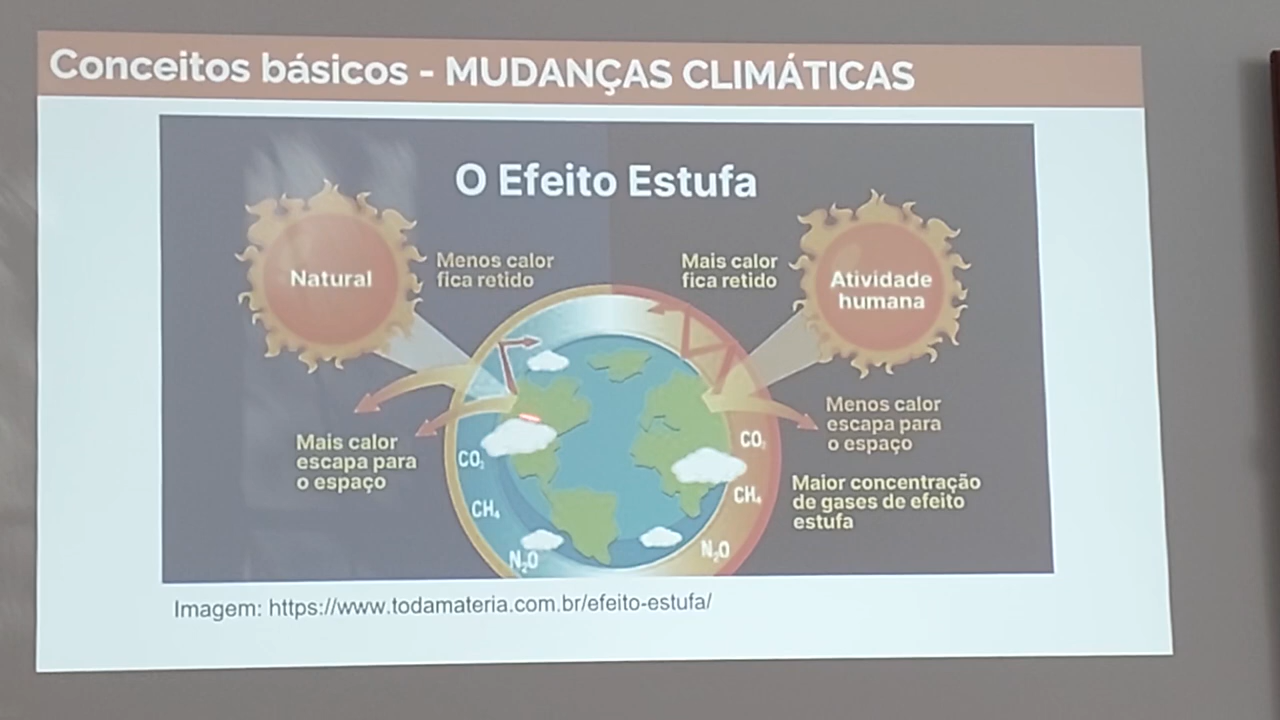 Conceitos básicos - MUDANÇAS CLIMÁTICAS
O Efeito Estufa
Natural
Menos calor
fica retido
Mais calor
fica retido
Atividade
humana
Mais calor
escapa para
o espaço
Menos calor
escapa para
o espaço
Maior concentração
de gases de efeito
estufa
CO₂
CH₄
N₂O
CO₂
CH₄
N₂O
Imagem: https://www.todamateria.com.br/efeito-estufa/